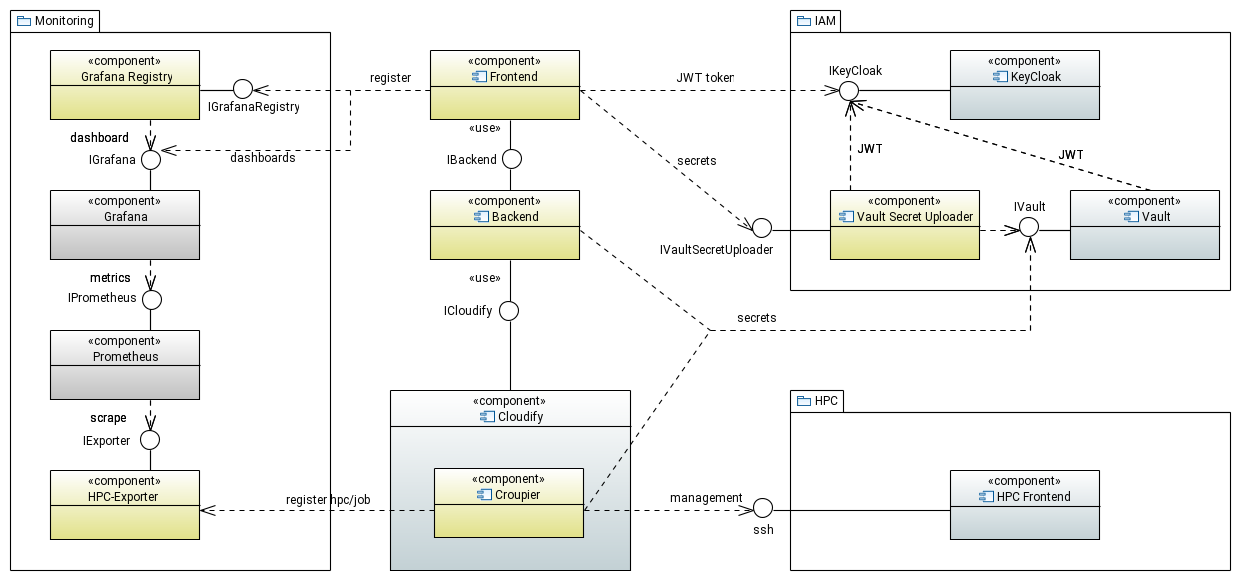 Monitoring
«component»
Grafana Registry
IGrafanaRegistry
dashboard
IGrafana
«component»
Grafana
metrics
IPrometheus
«component»
Prometheus
scrape
IExporter
«component»
HPC-Exporter
register
dashboards
register hpc/job
«component»
Frontend
«use»
IBackend
«component»
Backend
«use»
ICloudify
«component»
Cloudify
«component»
Croupier
JWT token
secrets
IVaultSecretUploader
secrets
management
ssh
IAM
IKeyCloak
«component»
KeyCloak
JWT
JWT
«component»
Vault Secret Uploader
IVault
«component»
Vault
HPC
«component»
HPC Frontend